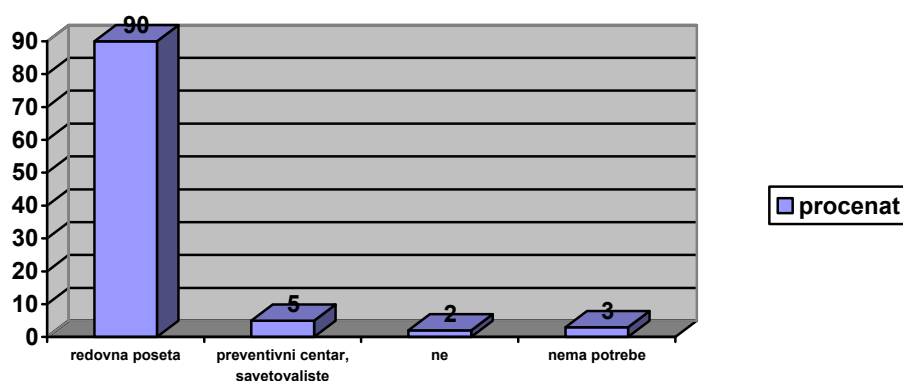 90
80
70
60
50
40
30
20
10
0
90
5
2
3
redovna poseta
preventivni centar,
savetovaliste
ne
nema potrebe
procenat